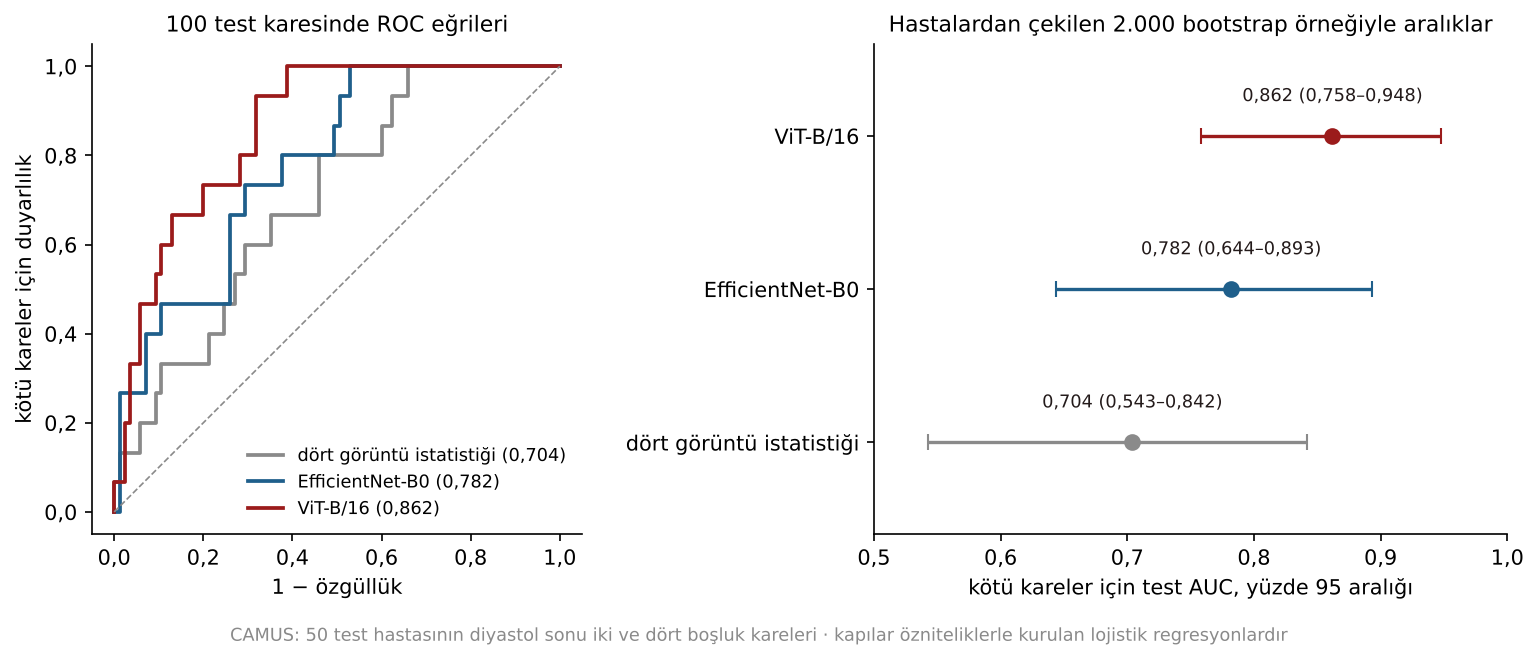 100 test karesinde ROC eğrileri
kötü kareler için duyarlılık
1,0
0,8
0,6
0,4
0,2
0,0
dört görüntü istatistiği (0,704)
EfficientNet-B0 (0,782)
ViT-B/16 (0,862)
0,0 0,2 0,4 0,6 0,8 1,0
1 − özgüllük
Hastalardan çekilen 2.000 bootstrap örneğiyle aralıklar
ViT-B/16
0,862 (0,758–0,948)
EfficientNet-B0
0,782 (0,644–0,893)
dört görüntü istatistiği
0,704 (0,543–0,842)
0,5 0,6 0,7 0,8 0,9 1,0
kötü kareler için test AUC, yüzde 95 aralığı
CAMUS: 50 test hastasının diyastol sonu iki ve dört boşluk kareleri · kapılar özniteliklerle kurulan lojistik regresyonlardır